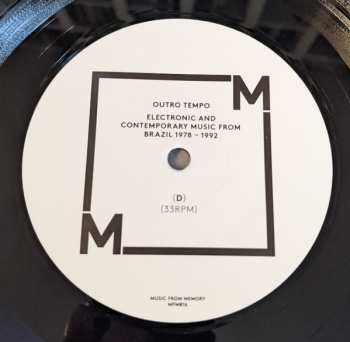 M
OUTRO TEMPO
ELECTRONIC AND
CONTEMPORARY MUSIC FROM
BRAZIL 1978 – 1992
(D)
(33RPM)
M
MUSIC FROM MEMORY
MFM016